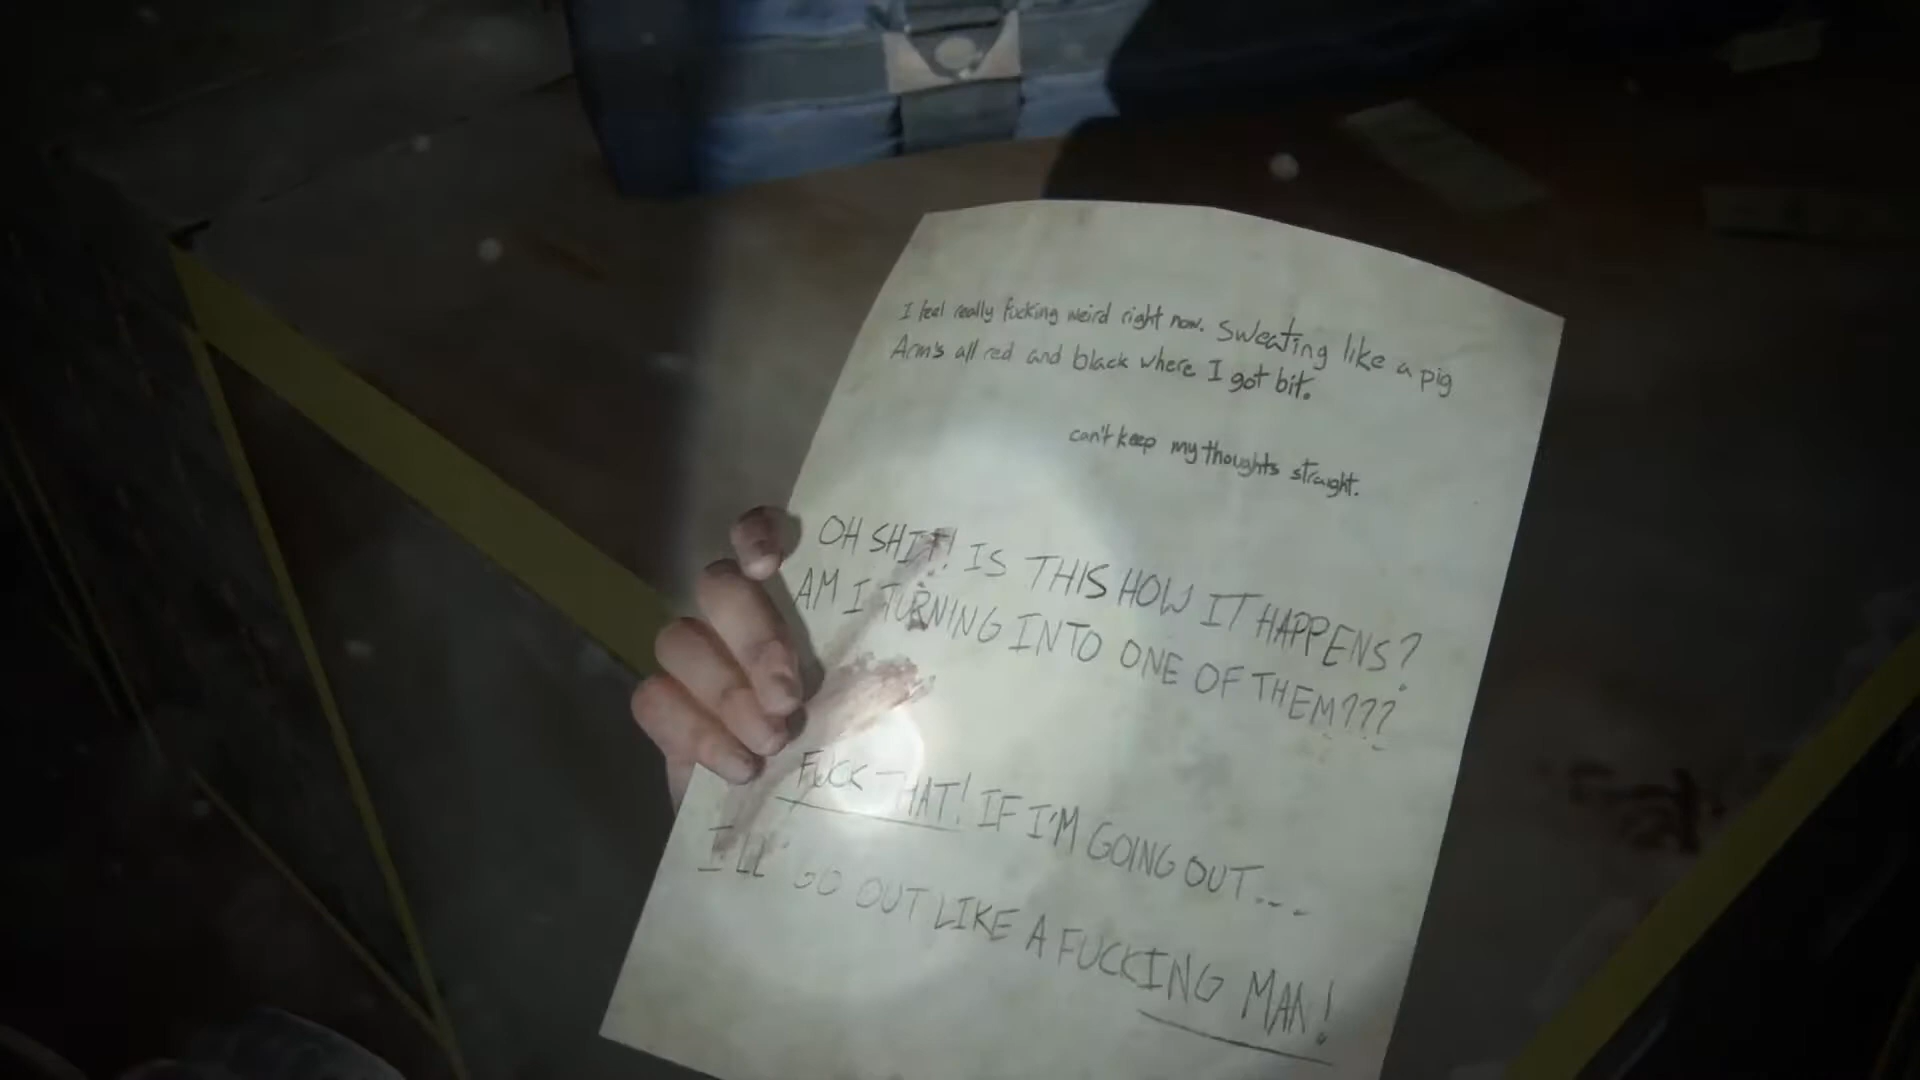 I feel really fucking weird right now. Sweating like a pig
Arm's all red and black where I got bit.
can't keep my thoughts straight.
OH SHIT! IS THIS HOW IT HAPPENS?
AM I TURNING INTO ONE OF THEM???
FUCK THAT! IF I'M GOING OUT...
I'LL GO OUT LIKE A FUCKING MAN!